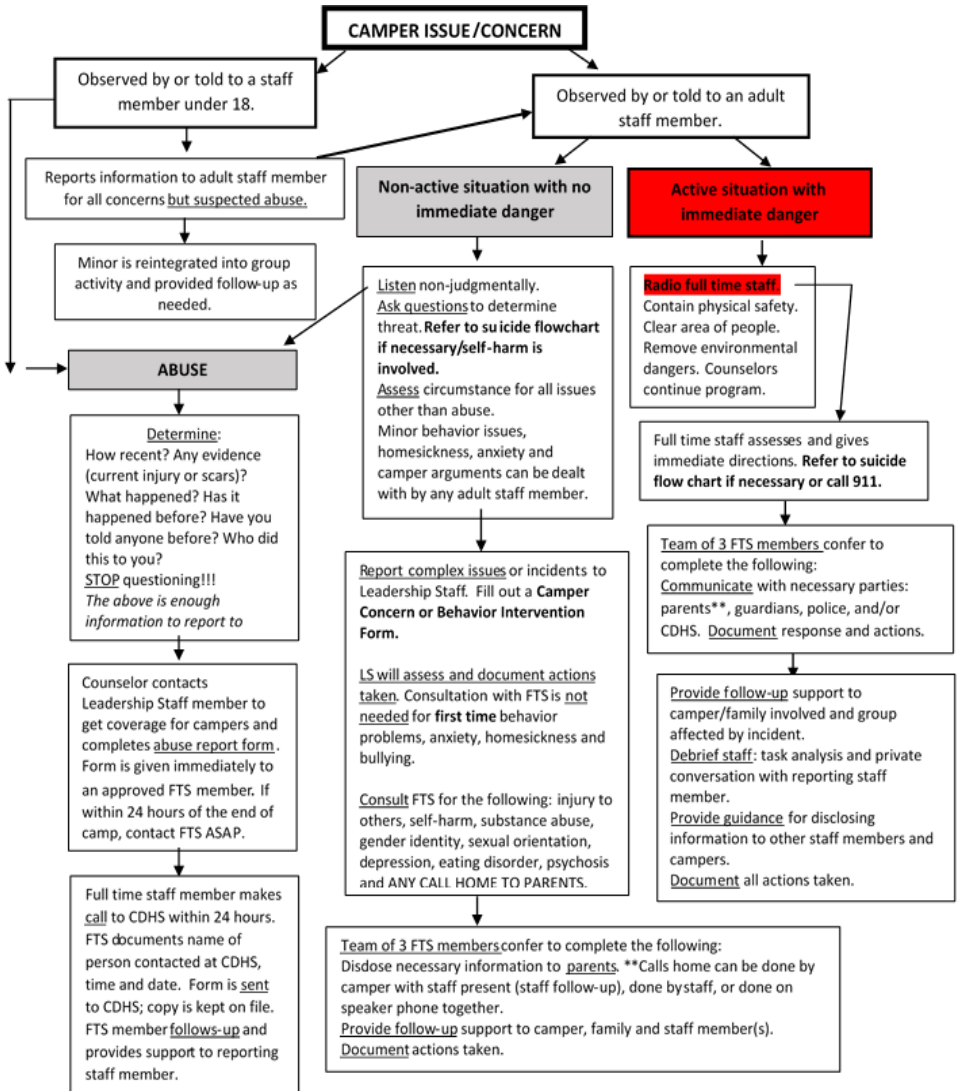 CAMPER ISSUE/CONCERN
Observed by or told to a staff
member under 18.
Observed by or told to an adult
staff member.
Reports information to adult staff member
for all concerns but suspected abuse.
Minor is reintegrated into group
activity and provided follow-up as
needed.
Non-active situation with no
immediate danger
Active situation with
immediate danger
ABUSE
Determine:
How recent? Any evidence
(current injury or scars)?
What happened? Has it
happened before? Have you
told anyone before? Who did
this to you?
STOP questioning!!!
The above is enough
information to report to
Counselor contacts
Leadership Staff member to
get coverage for campers and
completes abuse report form.
Form is given immediately to
an approved FTS member. If
within 24 hours of the end of
camp, contact FTS ASAP.
Full time staff member makes
call to CDHS within 24 hours.
FTS documents name of
person contacted at CDHS,
time and date. Form is sent
to CDHS; copy is kept on file.
FTS member follows-up and
provides support to reporting
staff member.
Listen non-judgmentally.
Ask questions to determine
threat. Refer to suicide flowchart
if necessary/self-harm is
involved.
Assess circumstance for all issues
other than abuse.
Minor behavior issues,
homesickness, anxiety and
camper arguments can be dealt
with by any adult staff member.
Report complex issues or incidents to
Leadership Staff. Fill out a Camper
Concern or Behavior Intervention
Form.
LS will assess and document actions
taken. Consultation with FTS is not
needed for first time behavior
problems, anxiety, homesickness and
bullying.
Consult FTS for the following: injury to
others, self-harm, substance abuse,
gender identity, sexual orientation,
depression, eating disorder, psychosis
and ANY CALL HOME TO PARENTS.
Team of 3 FTS members confer to complete the following:
Disdose necessary information to parents. **Calls home can be done by
camper with staff present (staff follow-up), done by staff, or done on
speaker phone together.
Provide follow-up support to camper, family and staff member(s).
Document actions taken.
Radio full time staff.
Contain physical safety.
Clear area of people.
Remove environmental
dangers. Counselors
continue program.
Full time staff assesses and gives
immediate directions. Refer to suicide
flow chart if necessary or call 911.
Team of 3 FTS members confer to
complete the following:
Communicate with necessary parties:
parents**, guardians, police, and/or
CDHS. Document response and actions.
Provide follow-up support to
camper/family involved and group
affected by incident.
Debrief staff: task analysis and private
conversation with reporting staff
member.
Provide guidance for disclosing
information to other staff members and
campers.
Document all actions taken.